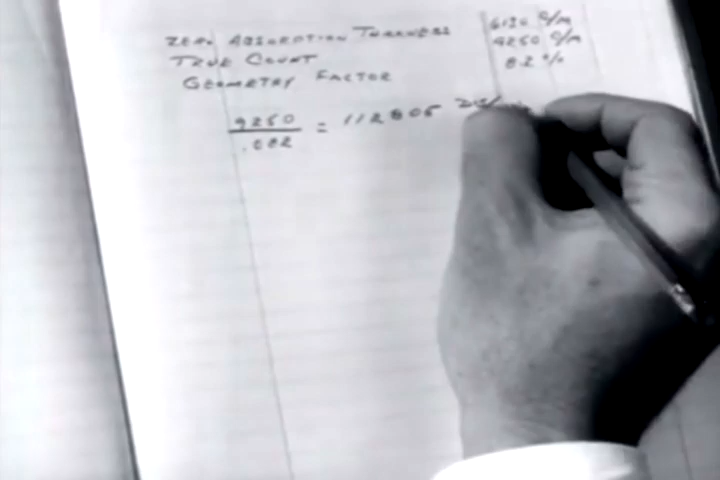 ZERO ABSORPTION THICKNESS 6130 C/M
TRUE COUNT 9250 C/M
GEOMETRY FACTOR 8.2 %
9250
.082
= 112805